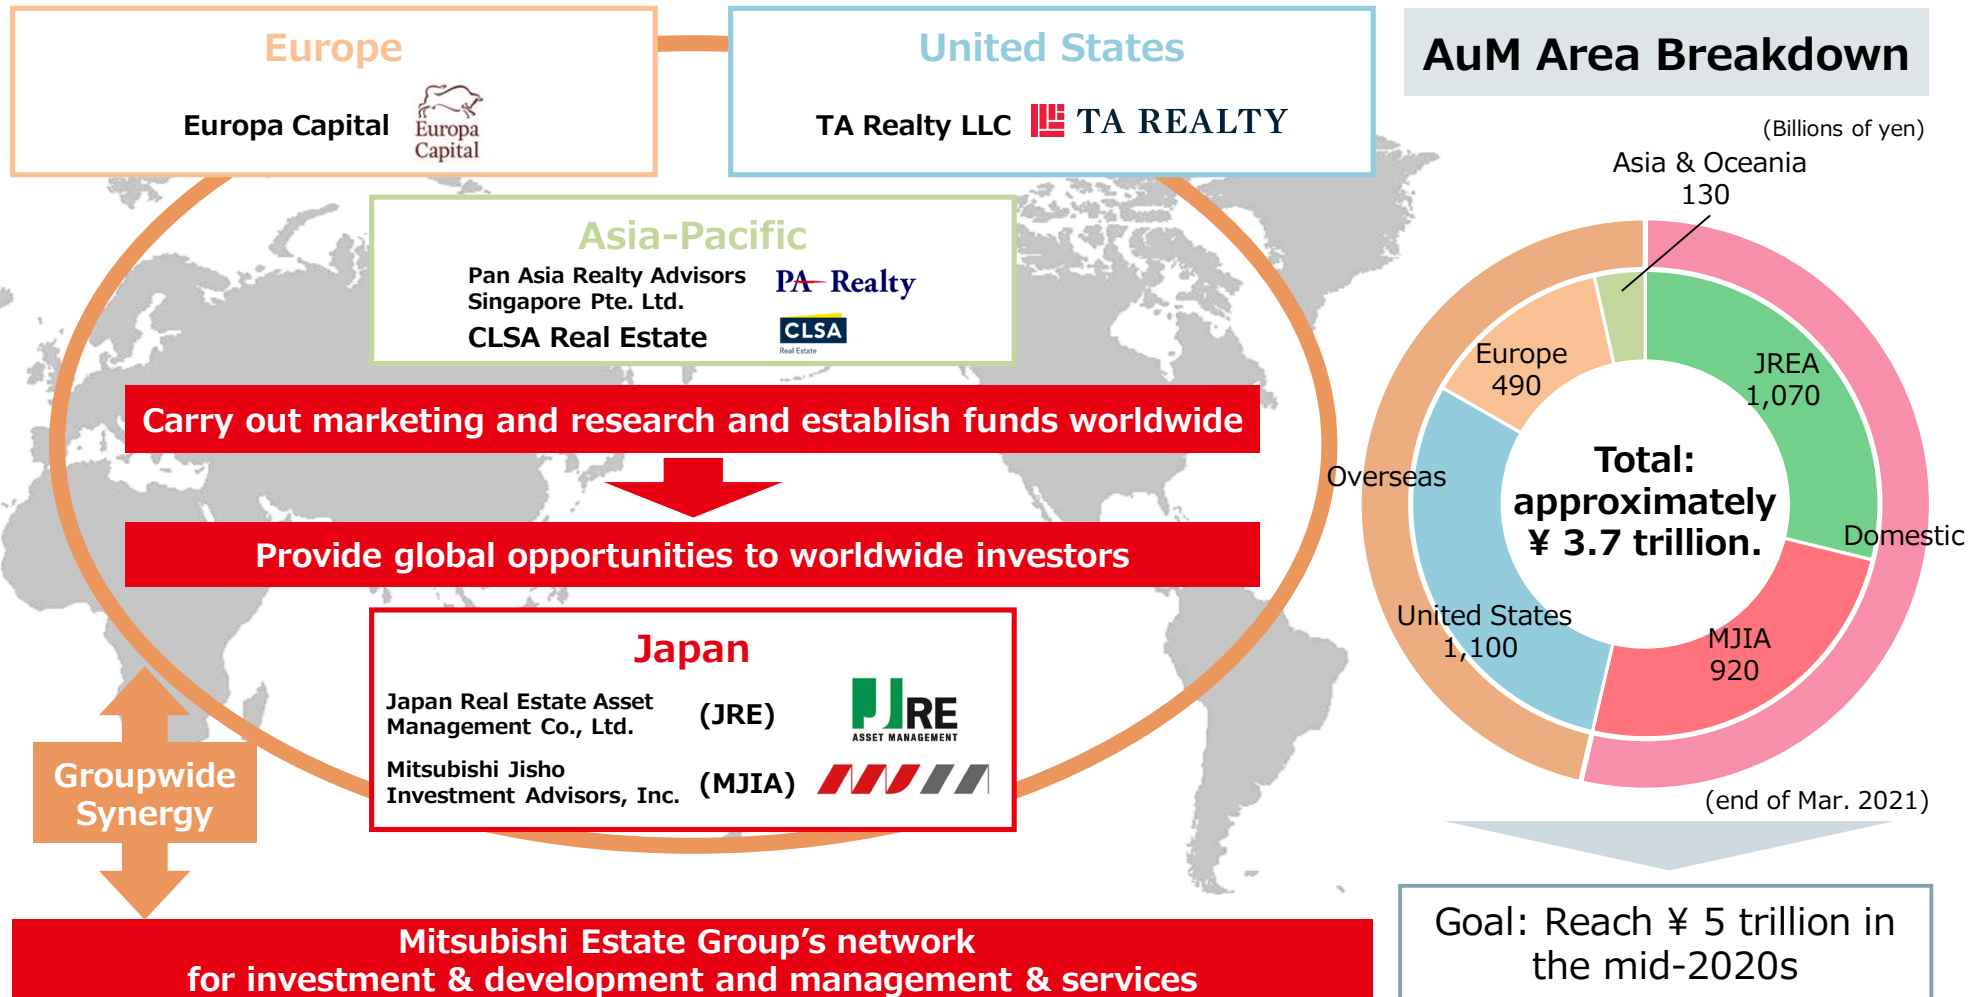 Europe
Europa Capital
Europa
Capital
United States
TA Realty LLC
TA REALTY
Asia-Pacific
Pan Asia Realty Advisors
Singapore Pte. Ltd.
PA Realty
CLSA Real Estate
CLSA
Real Estate
Carry out marketing and research and establish funds worldwide
Provide global opportunities to worldwide investors
Japan
Japan Real Estate Asset
Management Co., Ltd.
(JRE)
JRE
ASSET MANAGEMENT
Mitsubishi Jisho
Investment Advisors, Inc.
(MJIA)
Groupwide
Synergy
Mitsubishi Estate Group’s network
for investment & development and management & services
AuM Area Breakdown
(Billions of yen)
Asia & Oceania
130
Europe
490
JREA
1,070
Total:
approximately
¥ 3.7 trillion.
Overseas
Domestic
United States
1,100
MJIA
920
(end of Mar. 2021)
Goal: Reach ¥ 5 trillion in
the mid-2020s